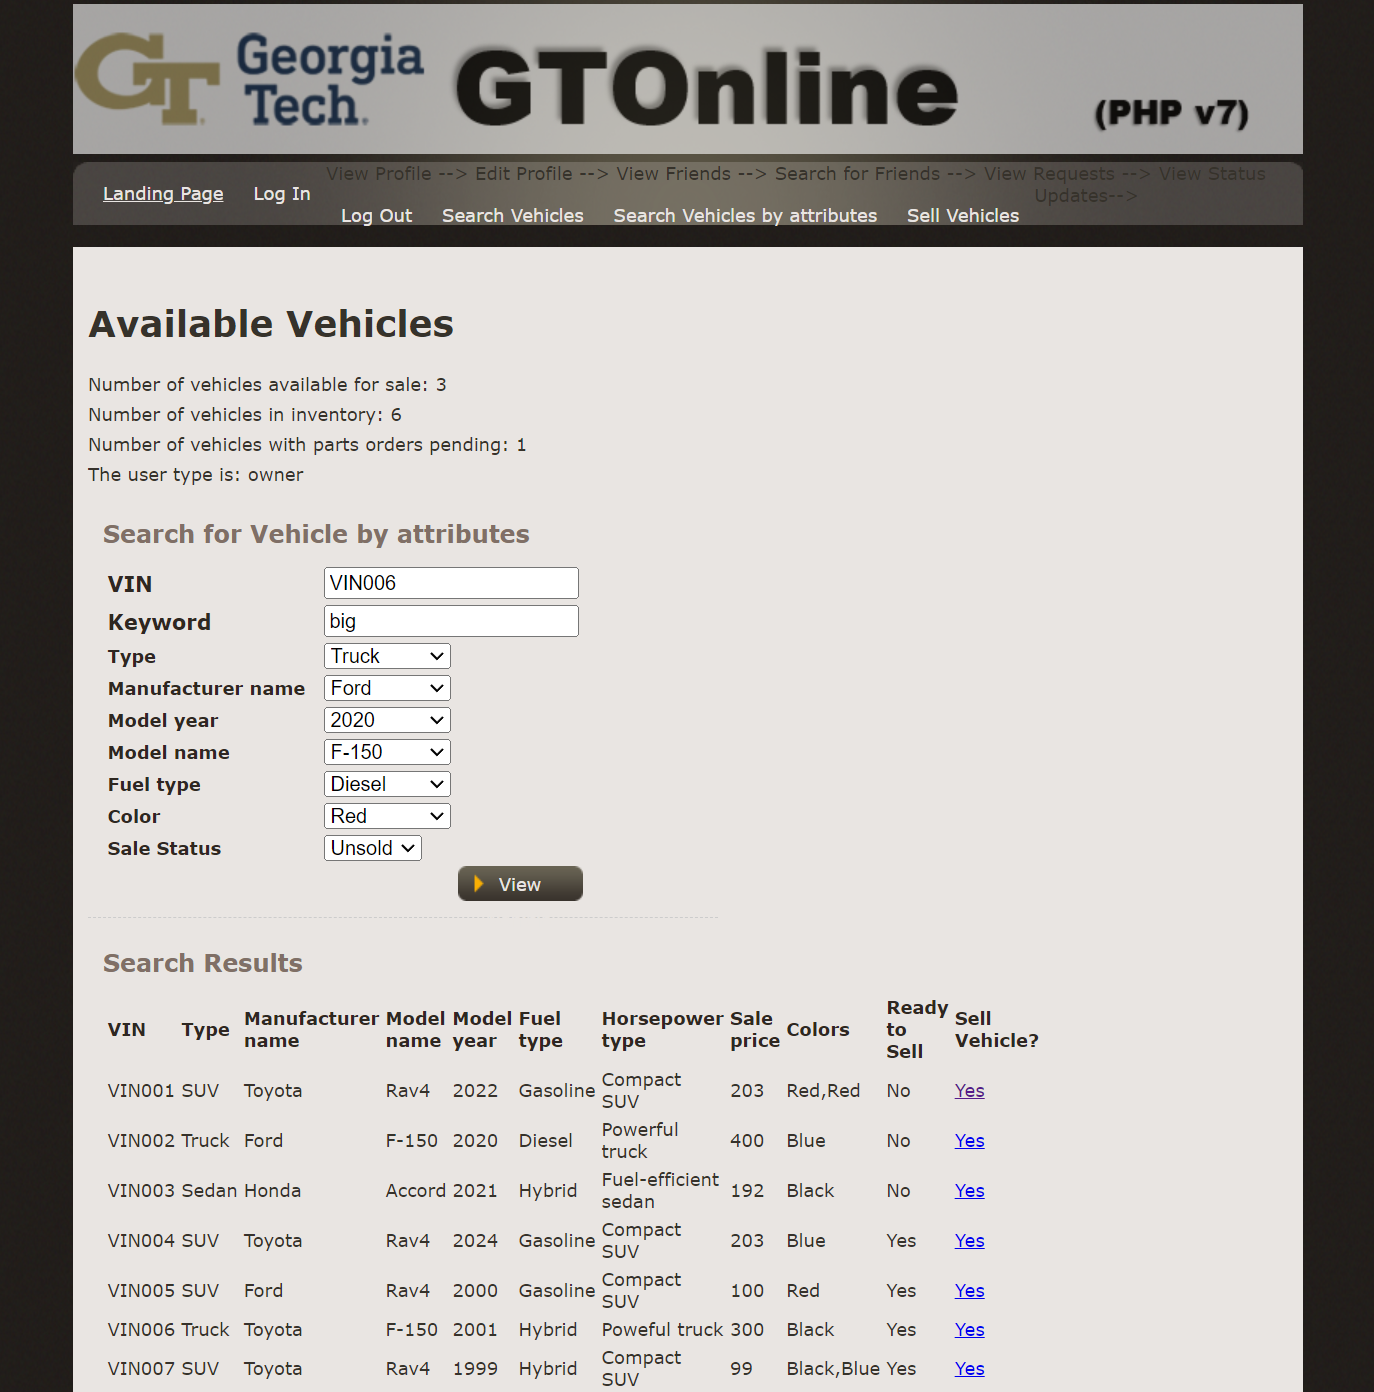 GT Georgia Tech. GTOnline (PHP v7)
View Profile --> Edit Profile --> View Friends --> Search for Friends --> View Requests --> View Status Updates-->
Landing Page Log In
Log Out Search Vehicles Search Vehicles by attributes Sell Vehicles
Available Vehicles
Number of vehicles available for sale: 3
Number of vehicles in inventory: 6
Number of vehicles with parts orders pending: 1
The user type is: owner
Search for Vehicle by attributes
VIN VIN006
Keyword big
Type Truck
Manufacturer name Ford
Model year 2020
Model name F-150
Fuel type Diesel
Color Red
Sale Status Unsold
View
Search Results
VIN Type Manufacturer name Model name Model year Fuel type Horsepower type Sale price Colors Ready to Sell Sell Vehicle?
VIN001 SUV Toyota Rav4 2022 Gasoline Compact SUV 203 Red,Red No Yes
VIN002 Truck Ford F-150 2020 Diesel Powerful truck 400 Blue No Yes
VIN003 Sedan Honda Accord 2021 Hybrid Fuel-efficient sedan 192 Black No Yes
VIN004 SUV Toyota Rav4 2024 Gasoline Compact SUV 203 Blue Yes Yes
VIN005 SUV Ford Rav4 2000 Gasoline Compact SUV 100 Red Yes Yes
VIN006 Truck Toyota F-150 2001 Hybrid Poweful truck 300 Black Yes Yes
VIN007 SUV Toyota Rav4 1999 Hybrid Compact SUV 99 Black,Blue Yes Yes